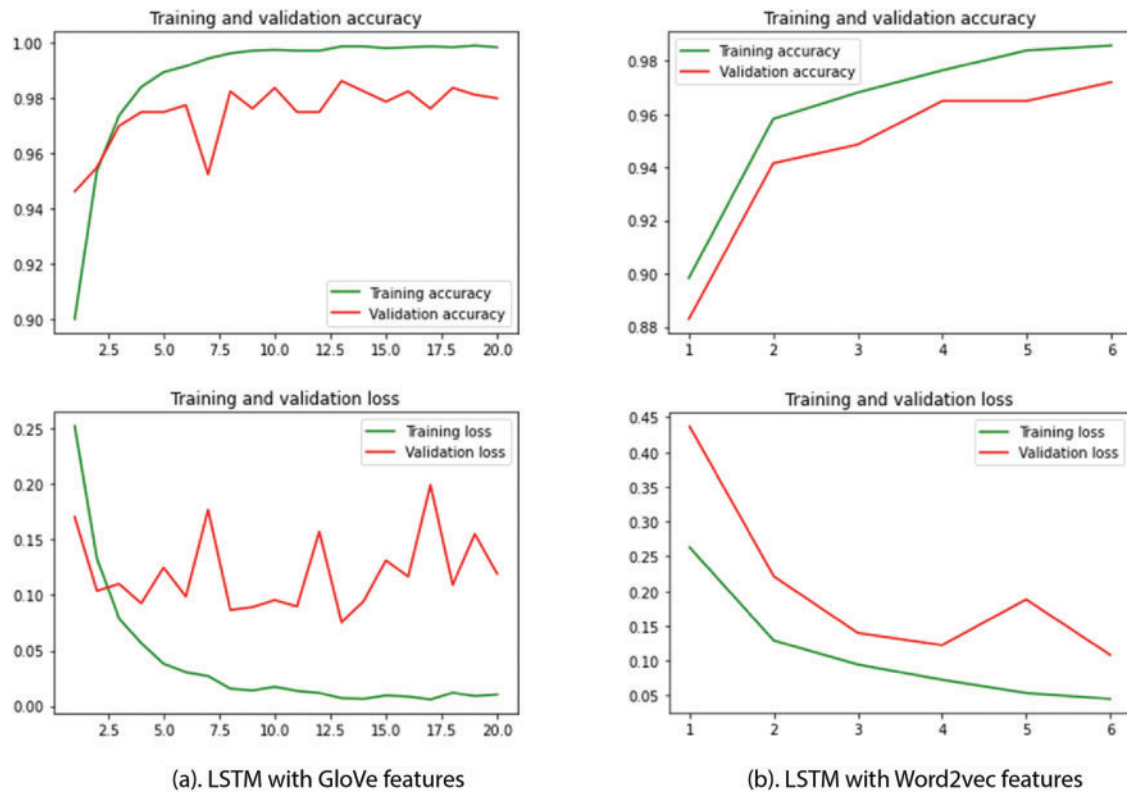 Training and validation accuracy
1.00
0.98
0.96
0.94
0.92
0.90
Training accuracy
Validation accuracy
2.5 5.0 7.5 10.0 12.5 15.0 17.5 20.0
Training and validation loss
0.25
0.20
0.15
0.10
0.05
0.00
Training loss
Validation loss
2.5 5.0 7.5 10.0 12.5 15.0 17.5 20.0
(a). LSTM with GloVe features
Training and validation accuracy
0.98
0.96
0.94
0.92
0.90
0.88
Training accuracy
Validation accuracy
1 2 3 4 5 6
Training and validation loss
0.45
0.40
0.35
0.30
0.25
0.20
0.15
0.10
0.05
Training loss
Validation loss
1 2 3 4 5 6
(b). LSTM with Word2vec features